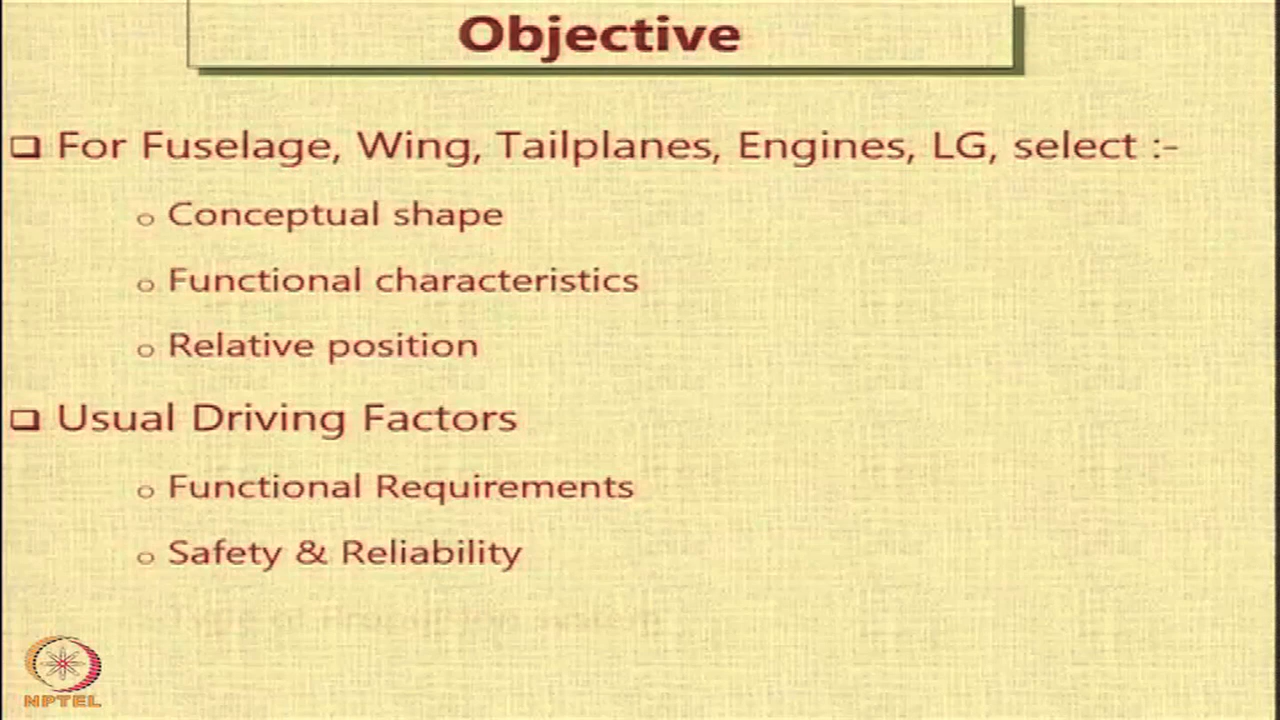 Objective
❑ For Fuselage, Wing, Tailplanes, Engines, LG, select :-
o Conceptual shape
o Functional characteristics
o Relative position
❑ Usual Driving Factors
o Functional Requirements
o Safety & Reliability
NPTEL